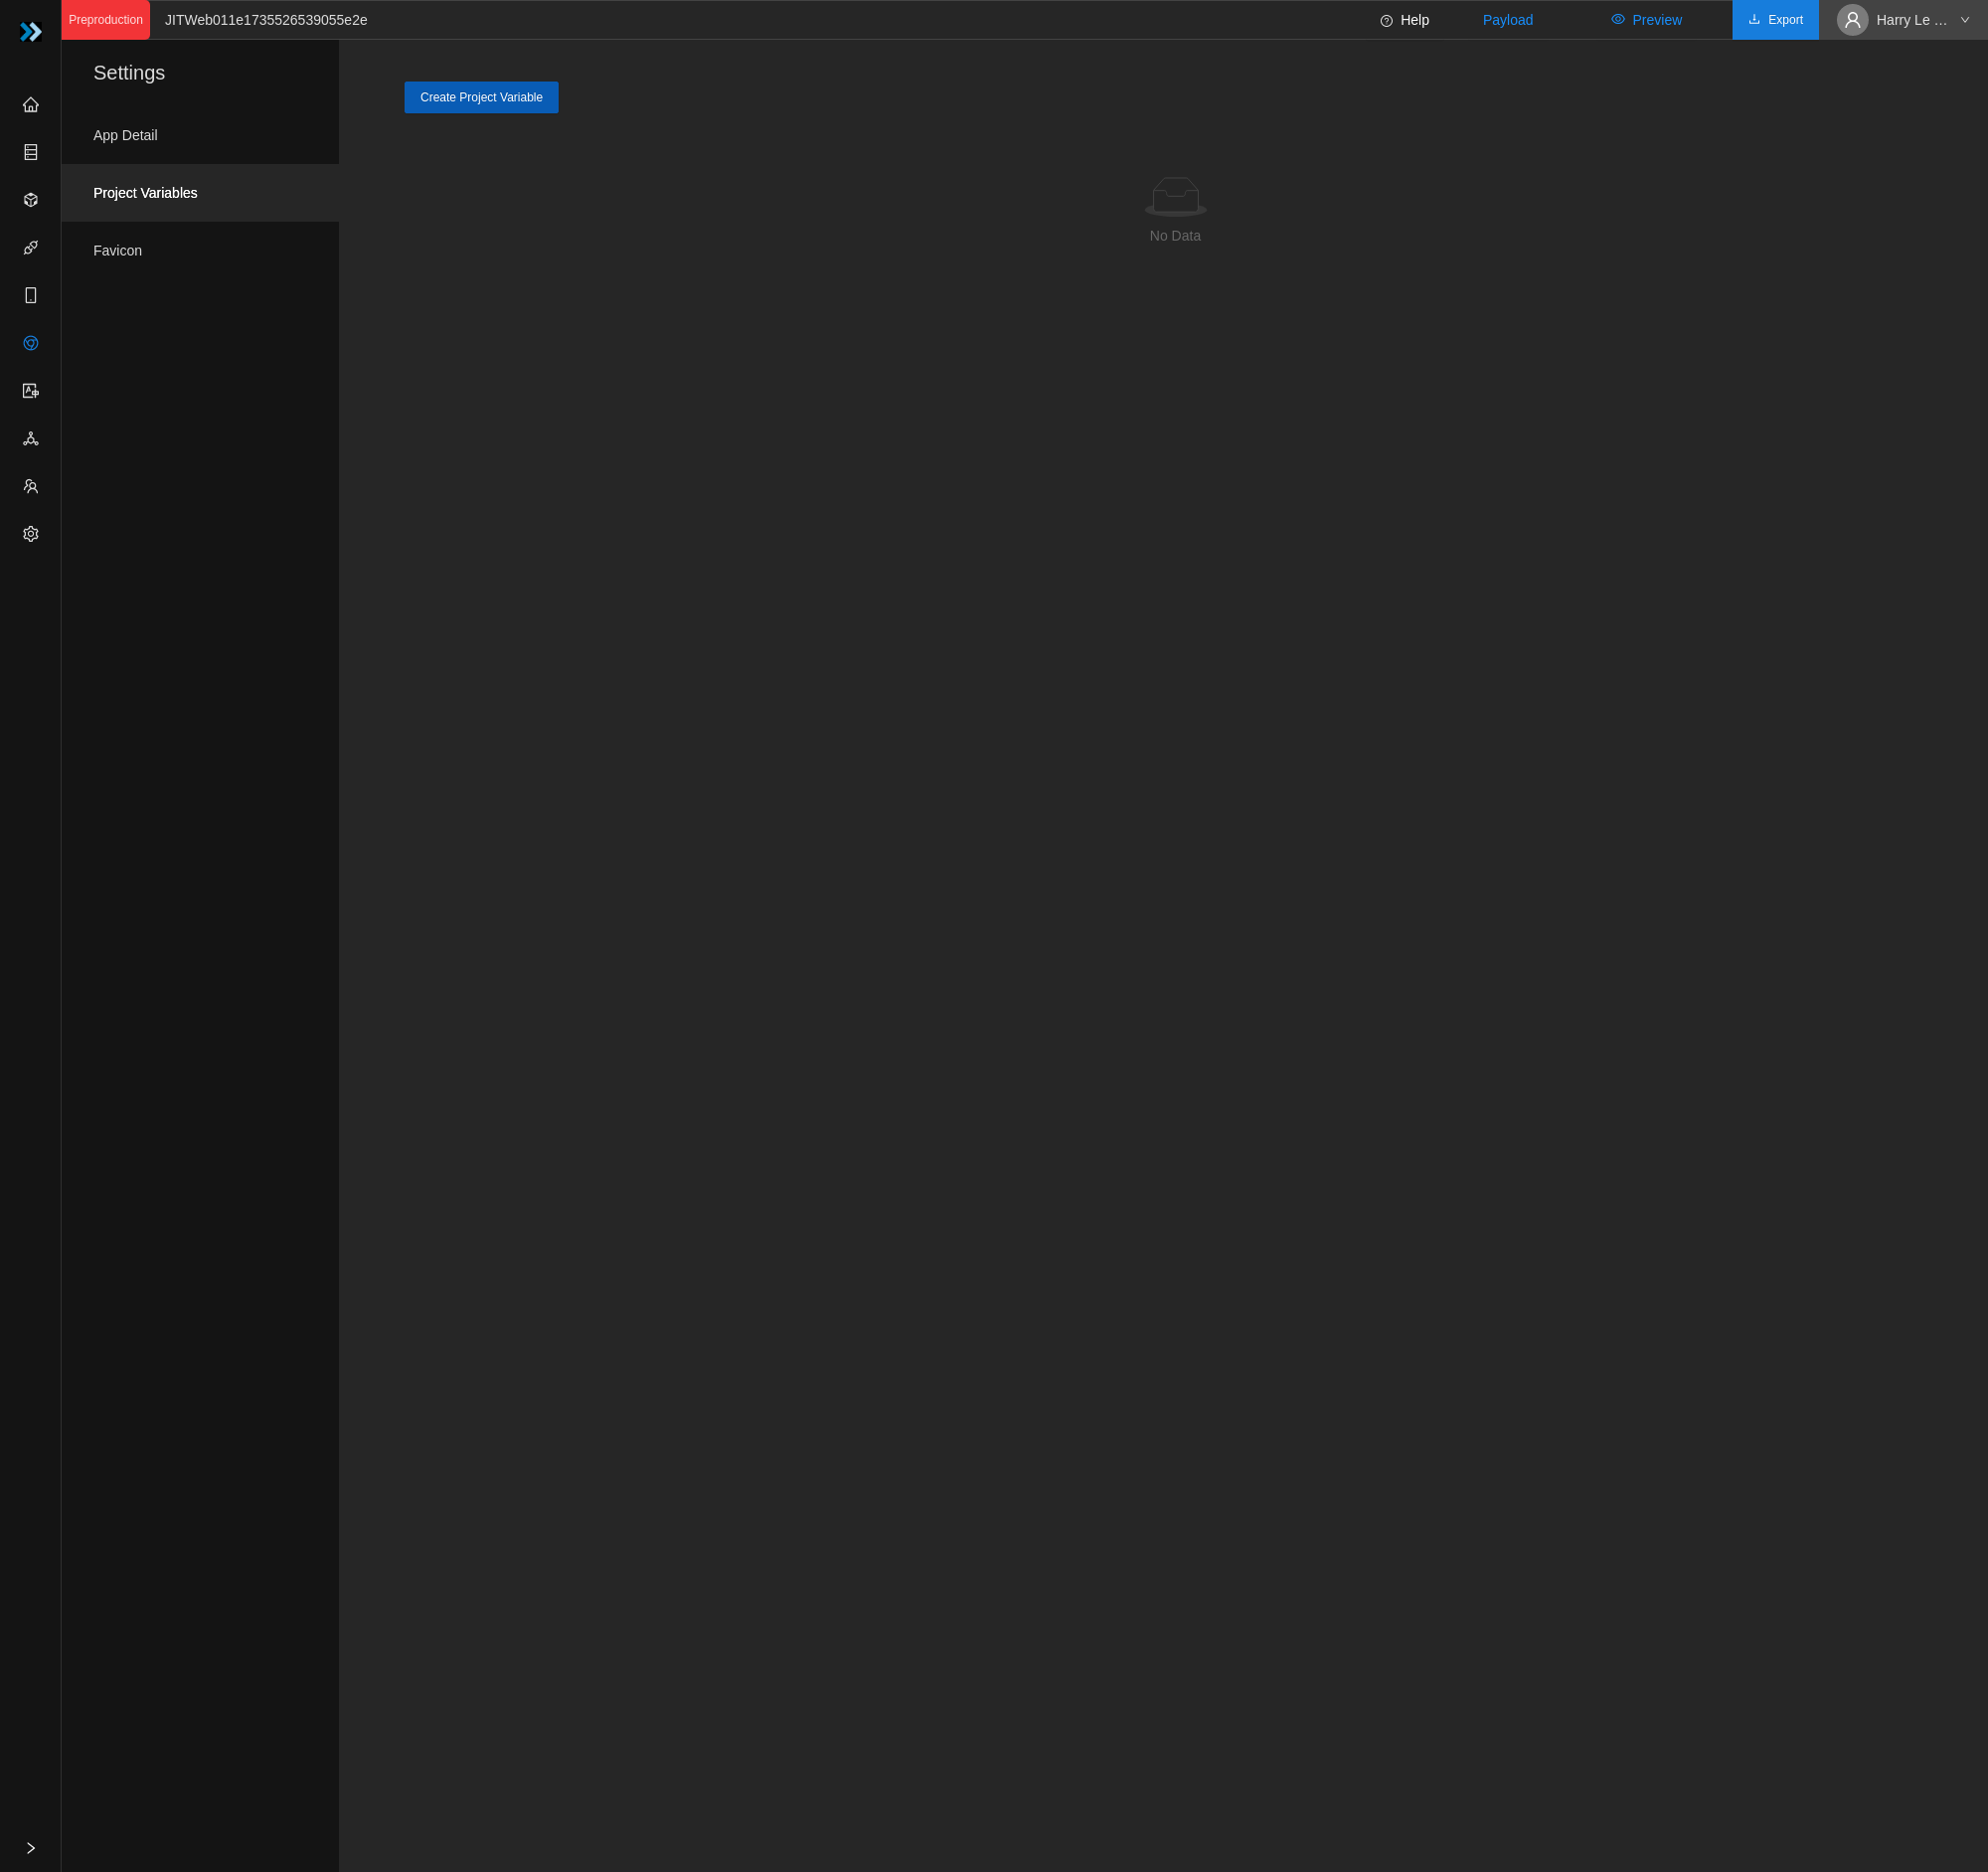 Preproduction
JITWeb011e1735526539055e2e
Help
Payload
Preview
Export
Harry Le ...
Settings
App Detail
Project Variables
Favicon
Create Project Variable
No Data